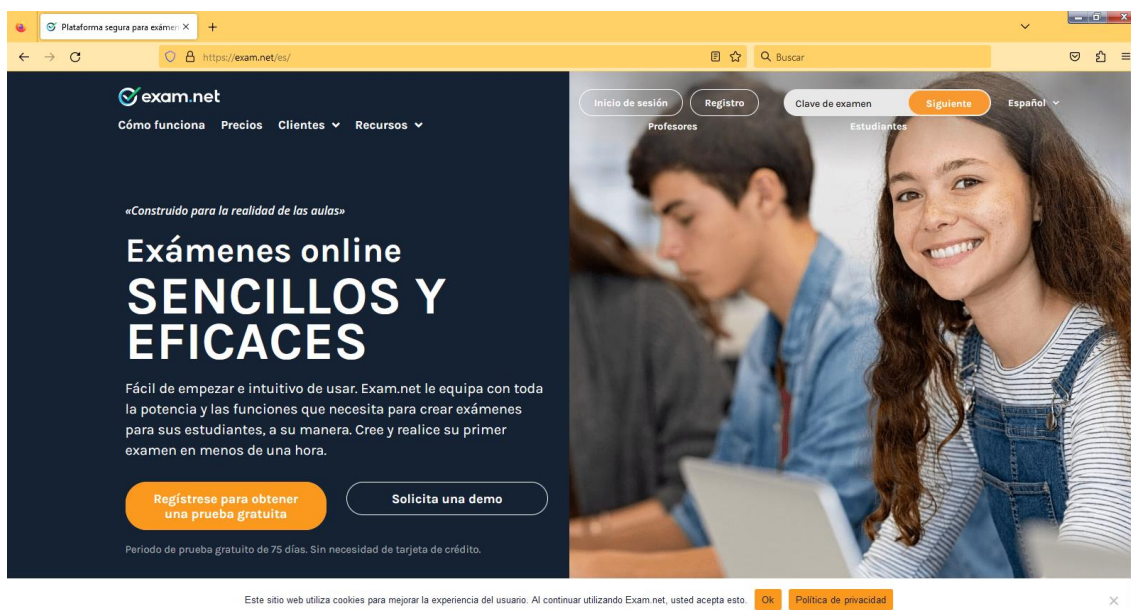 Plataforma segura para exámen
https://exam.net/es/
Buscar
exam.net
Inicio de sesión
Registro
Clave de examen
Siguiente
Español
Cómo funciona Precios Clientes Recursos
Profesores
Estudiantes
«Construido para la realidad de las aulas»
Exámenes online
SENCILLOS Y
EFICACES
Fácil de empezar e intuitivo de usar. Exam.net le equipa con toda
la potencia y las funciones que necesita para crear exámenes
para sus estudiantes, a su manera. Cree y realice su primer
examen en menos de una hora.
Regístrese para obtener
una prueba gratuita
Solicita una demo
Periodo de prueba gratuito de 75 días. Sin necesidad de tarjeta de crédito.
Este sitio web utiliza cookies para mejorar la experiencia del usuario. Al continuar utilizando Exam.net, usted acepta esto. Ok Política de privacidad